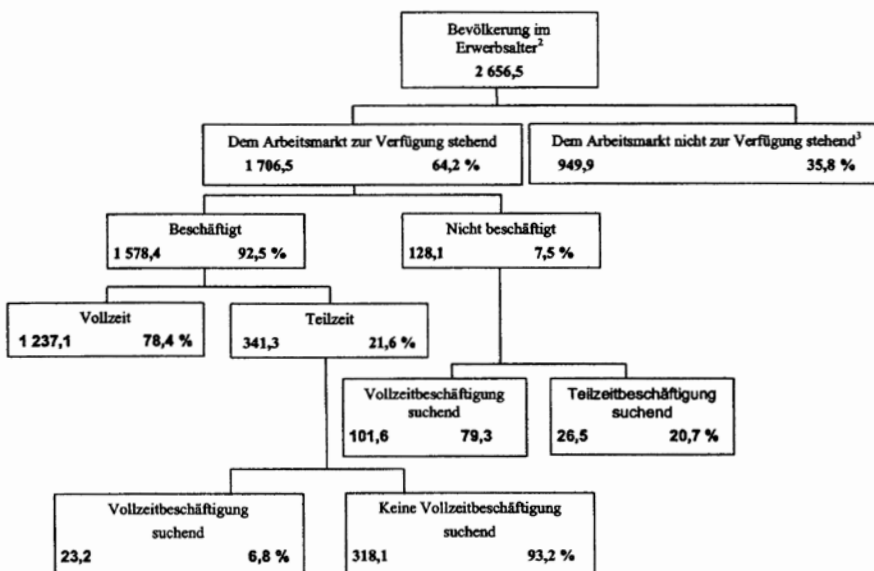 Bevölkerung im
Erwerbsalter²
2 656,5
Dem Arbeitsmarkt zur Verfügung stehend
1 706,5 64,2 %
Dem Arbeitsmarkt nicht zur Verfügung stehend³
949,9 35,8 %
Beschäftigt
1 578,4 92,5 %
Nicht beschäftigt
128,1 7,5 %
Vollzeit
1 237,1 78,4 %
Teilzeit
341,3 21,6 %
Vollzeitbeschäftigung
suchend
101,6 79,3
Teilzeitbeschäftigung
suchend
26,5 20,7 %
Vollzeitbeschäftigung
suchend
23,2 6,8 %
Keine Vollzeitbeschäftigung
suchend
318,1 93,2 %